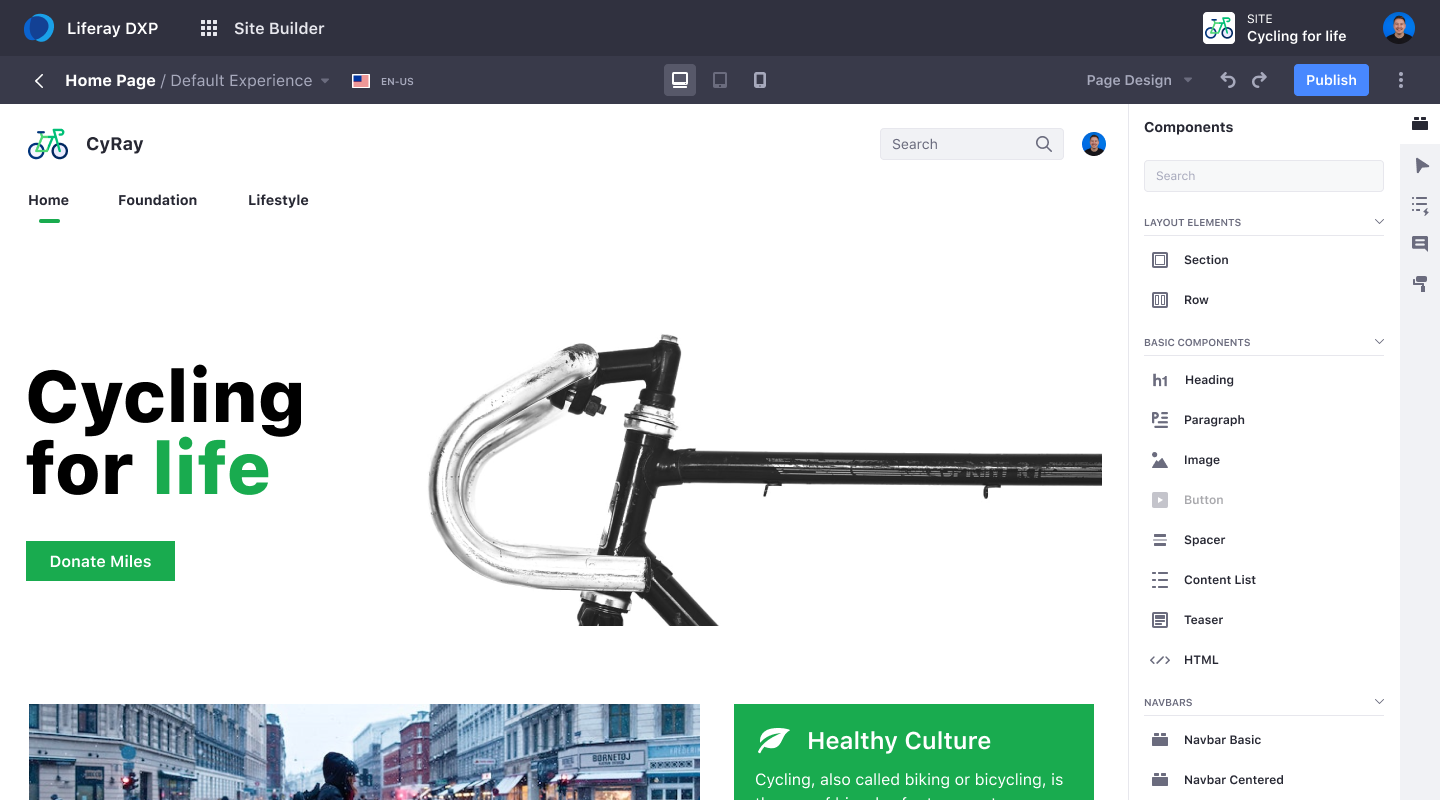 Liferay DXP
Site Builder
SITE
Cycling for life
Home Page / Default Experience
EN-US
Page Design
Publish
CyRay
Search
Home
Foundation
Lifestyle
Cycling
for life
Donate Miles
BØRNETØJ
Healthy Culture
Cycling, also called biking or bicycling, is
Components
Search
LAYOUT ELEMENTS
Section
Row
BASIC COMPONENTS
h1
Heading
Paragraph
Image
Button
Spacer
Content List
Teaser
HTML
NAVBARS
Navbar Basic
Navbar Centered